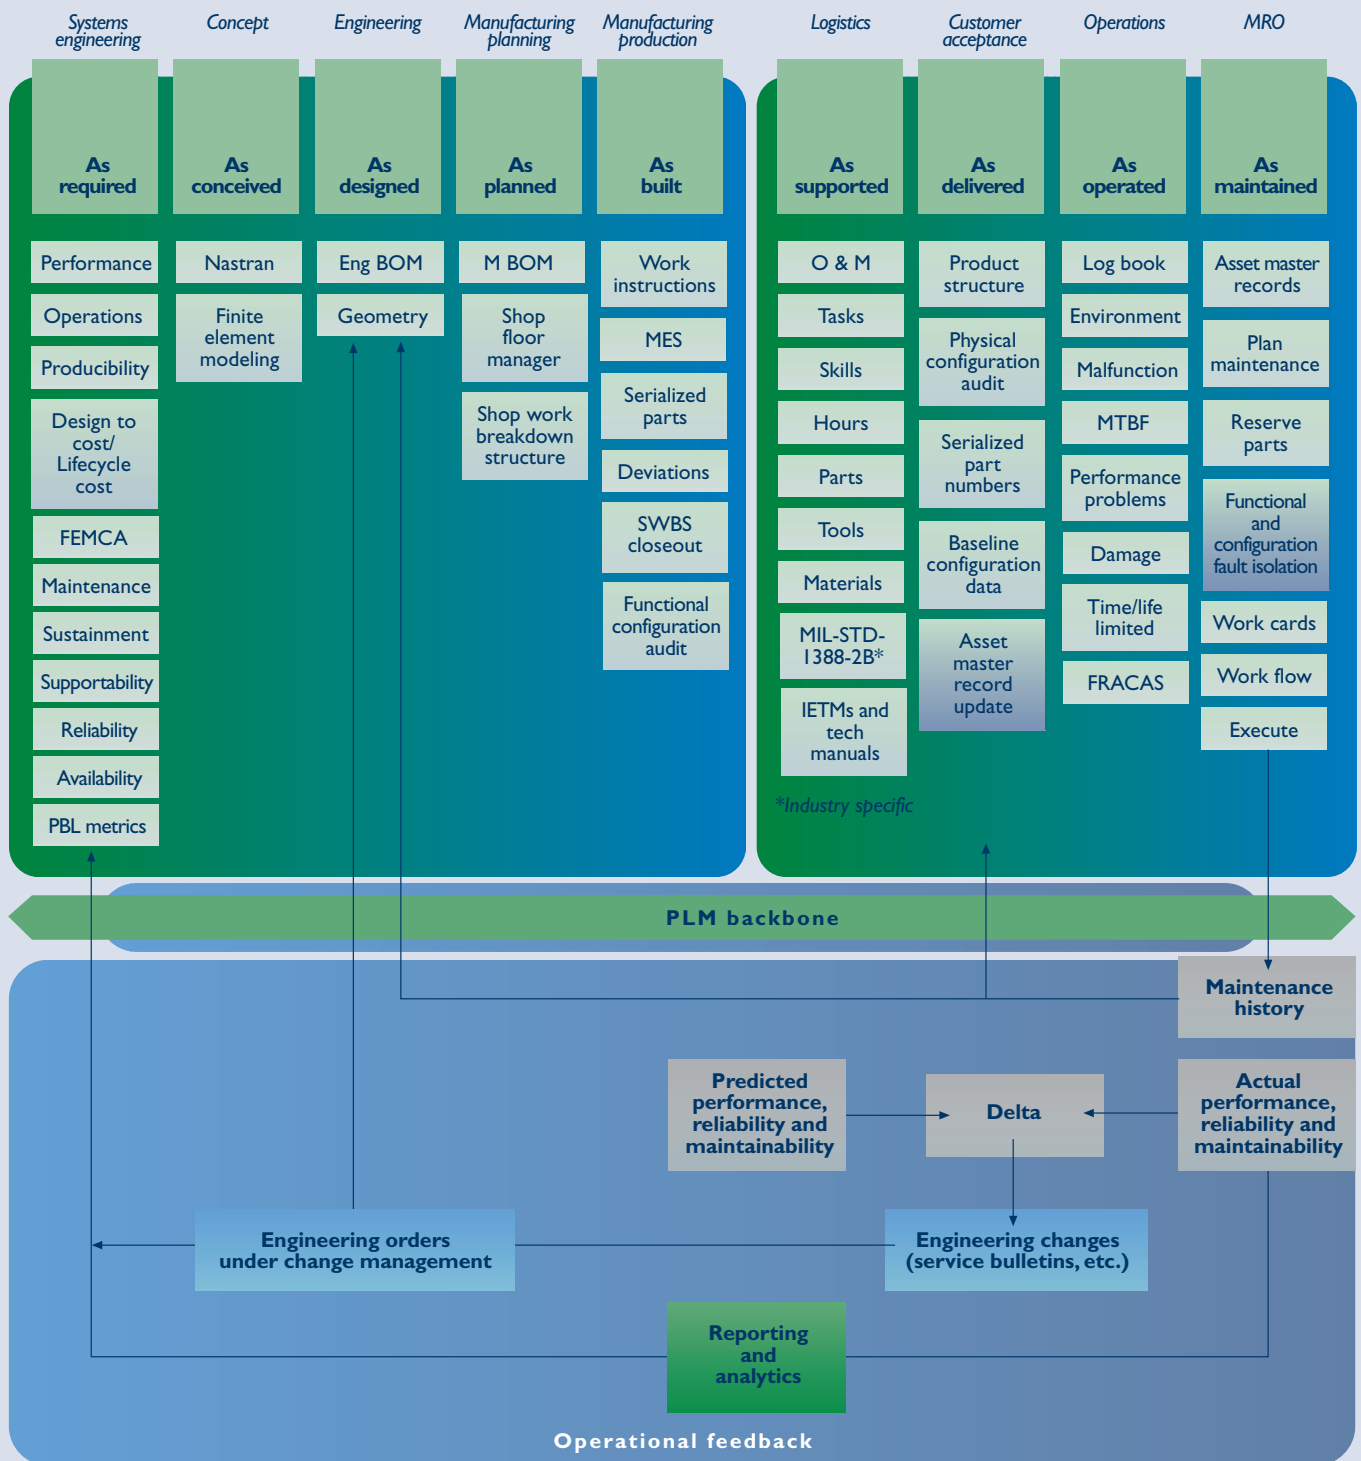 Systems
engineering
Concept
Engineering
Manufacturing
planning
Manufacturing
production
Logistics
Customer
acceptance
Operations
MRO
As
required
As
conceived
As
designed
As
planned
As
built
As
supported
As
delivered
As
operated
As
maintained
Performance
Operations
Producibility
Design to
cost/
Lifecycle
cost
FEMCA
Maintenance
Sustainment
Supportability
Reliability
Availability
PBL metrics
Nastran
Finite
element
modeling
Eng BOM
Geometry
M BOM
Shop
floor
manager
Shop work
breakdown
structure
Work
instructions
MES
Serialized
parts
Deviations
SWBS
closeout
Functional
configuration
audit
O & M
Tasks
Skills
Hours
Parts
Tools
Materials
MIL-STD-
1388-2B*
IETMs and
tech
manuals
*Industry specific
Product
structure
Physical
configuration
audit
Serialized
part
numbers
Baseline
configuration
data
Asset
master
record
update
Log book
Environment
Malfunction
MTBF
Performance
problems
Damage
Time/life
limited
FRACAS
Asset master
records
Plan
maintenance
Reserve
parts
Functional
and
configuration
fault isolation
Work cards
Work flow
Execute
PLM backbone
Maintenance
history
Predicted
performance,
reliability and
maintainability
Delta
Actual
performance,
reliability and
maintainability
Engineering orders
under change management
Engineering changes
(service bulletins, etc.)
Reporting
and
analytics
Operational feedback